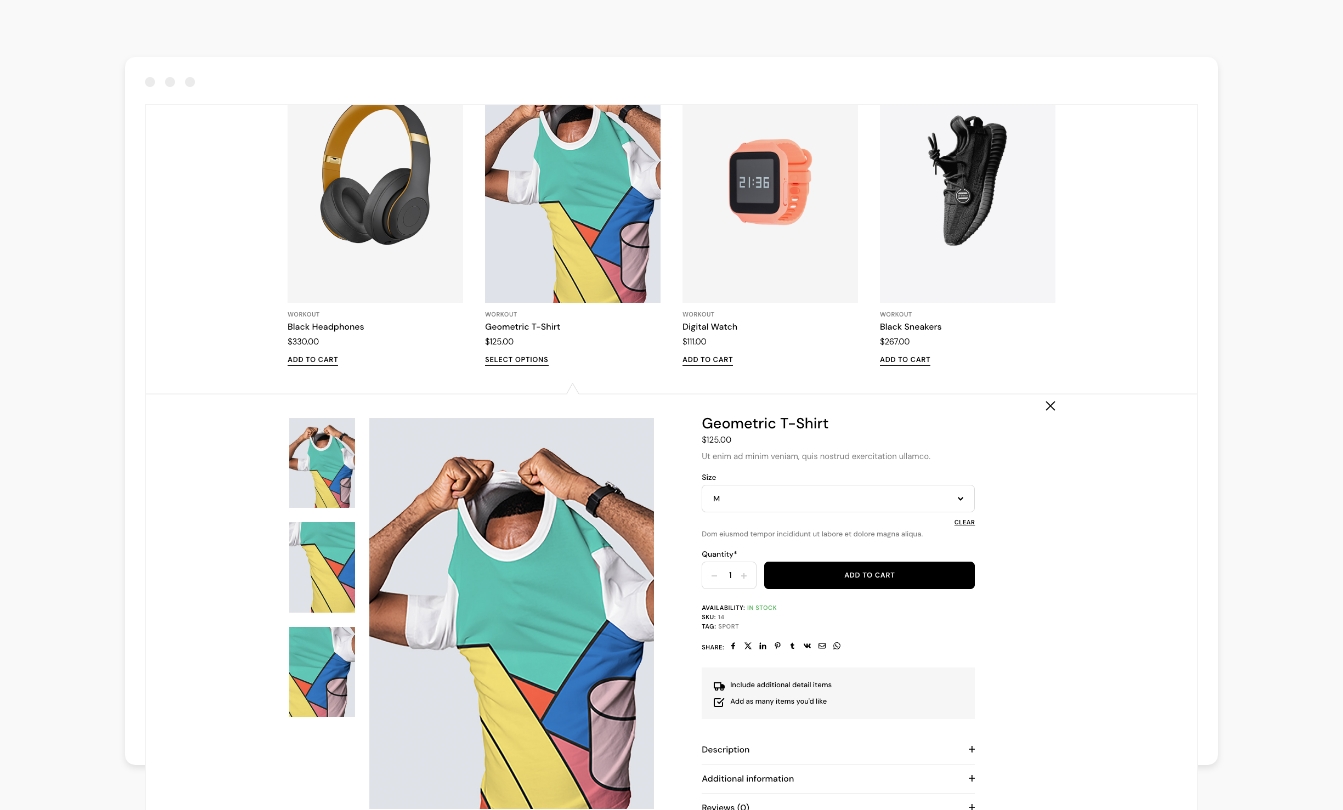 21:36
WORKOUT
Black Headphones
$330.00
ADD TO CART
WORKOUT
Geometric T-Shirt
$125.00
SELECT OPTIONS
WORKOUT
Digital Watch
$111.00
ADD TO CART
WORKOUT
Black Sneakers
$267.00
ADD TO CART
Geometric T-Shirt
$125.00
Ut enim ad minim veniam, quis nostrud exercitation ullamco.
Size
M
CLEAR
Dom eiusmod tempor incididunt ut labore et dolore magna aliqua.
Quantity*
− 1 +
ADD TO CART
AVAILABILITY: IN STOCK
SKU: 14
TAG: SPORT
SHARE:
Include additional detail items
Add as many items you'd like
Description +
Additional information +
Reviews (0) +